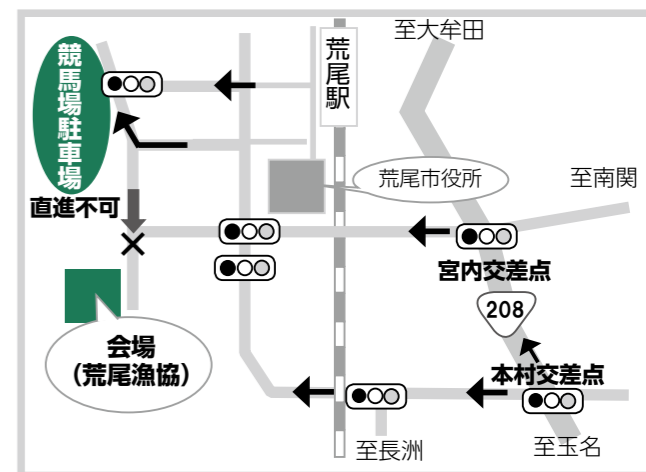 至大牟田
荒尾駅
競馬場駐車場
荒尾市役所
至南関
直進不可
宮内交差点
208
会場
（荒尾漁協）
本村交差点
至長洲
至玉名